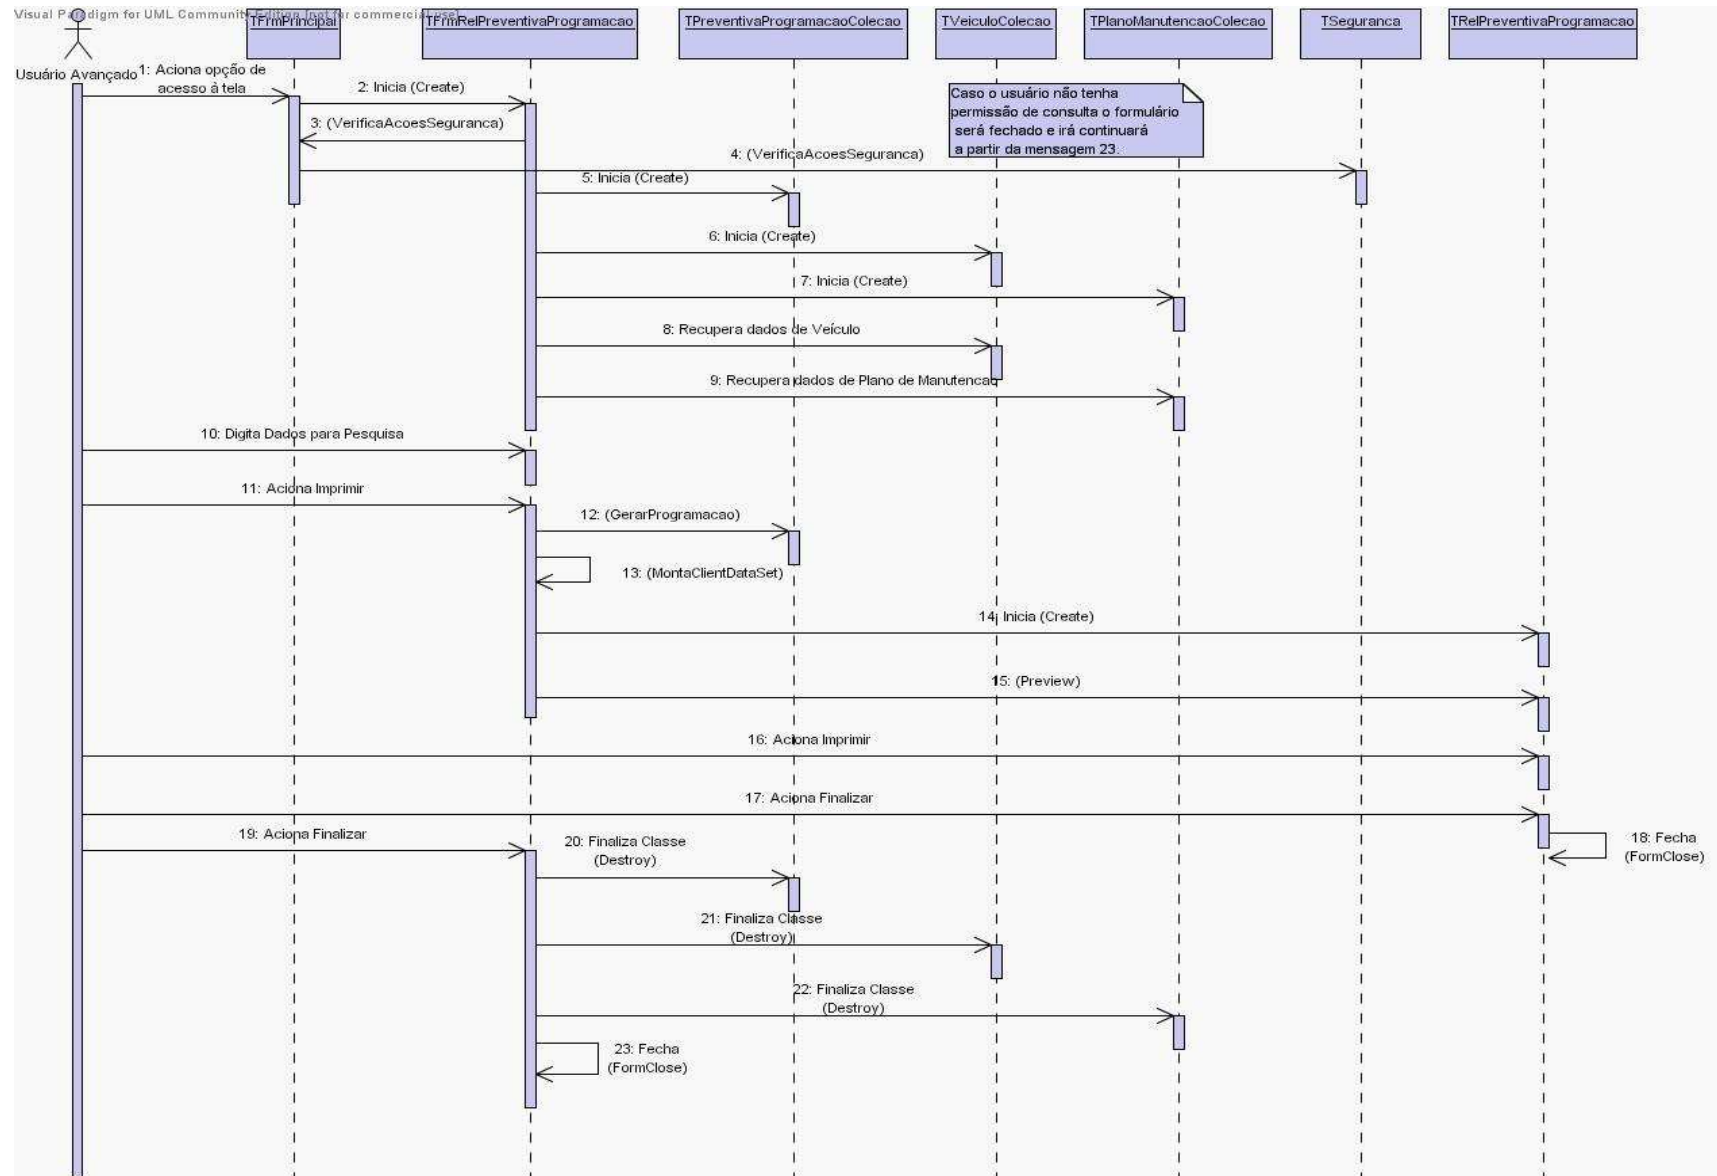 Visual Paradigm for UML Community Edition [not for commercial use]
TFrmPrincipal
TFrmRelPreventivaProgramacao
TPreventivaProgramacaoColecao
TVeiculoColecao
TPlanoManutencaoColecao
TSeguranca
TRelPreventivaProgramacao
Usuário Avançado
1: Aciona opção de
acesso à tela
2: Inicia (Create)
Caso o usuário não tenha
permissão de consulta o formulário
será fechado e irá continuará
a partir da mensagem 23.
3: (VerificaAcoesSeguranca)
4: (VerificaAcoesSeguranca)
5: Inicia (Create)
6: Inicia (Create)
7: Inicia (Create)
8: Recupera dados de Veículo
9: Recupera dados de Plano de Manutencao
10: Digita Dados para Pesquisa
11: Aciona Imprimir
12: (GerarProgramacao)
13: (MontaClientDataSet)
14: Inicia (Create)
15: (Preview)
16: Aciona Imprimir
17: Aciona Finalizar
18: Fecha
(FormClose)
19: Aciona Finalizar
20: Finaliza Classe
(Destroy)
21: Finaliza Classe
(Destroy)
22: Finaliza Classe
(Destroy)
23: Fecha
(FormClose)